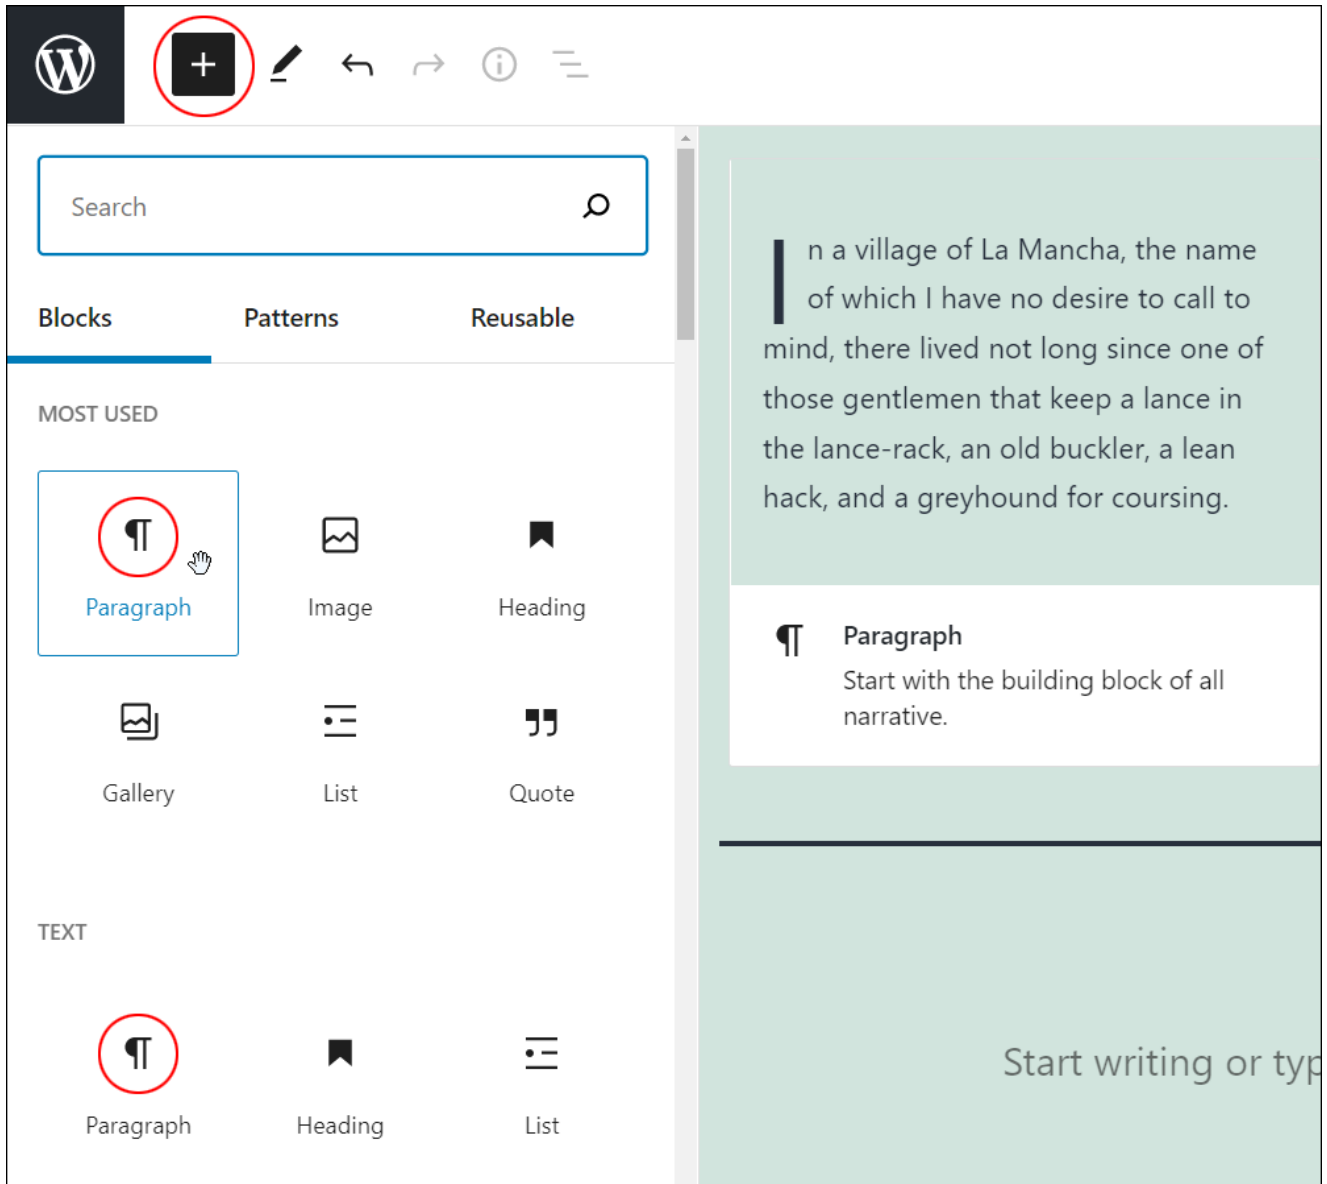 Search
Blocks Patterns Reusable
MOST USED
Paragraph Image Heading
Gallery List Quote
TEXT
Paragraph Heading List
In a village of La Mancha, the name
of which I have no desire to call to
mind, there lived not long since one of
those gentlemen that keep a lance in
the lance-rack, an old buckler, a lean
hack, and a greyhound for coursing.
Paragraph
Start with the building block of all
narrative.
Start writing or typ